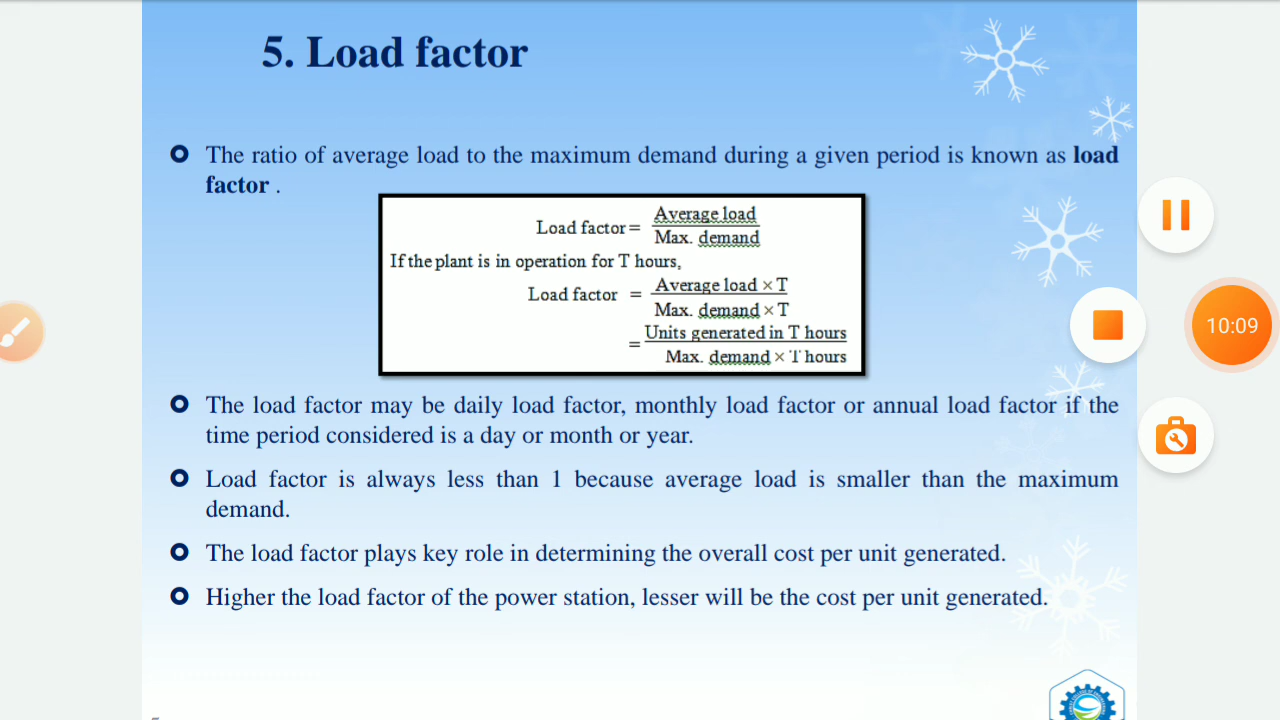 5. Load factor
The ratio of average load to the maximum demand during a given period is known as load
factor .
Load factor = Average load
Max. demand
If the plant is in operation for T hours,
Load factor = Average load × T
Max. demand × T
= Units generated in T hours
Max. demand × T hours
The load factor may be daily load factor, monthly load factor or annual load factor if the
time period considered is a day or month or year.
Load factor is always less than 1 because average load is smaller than the maximum
demand.
The load factor plays key role in determining the overall cost per unit generated.
Higher the load factor of the power station, lesser will be the cost per unit generated.
10:09